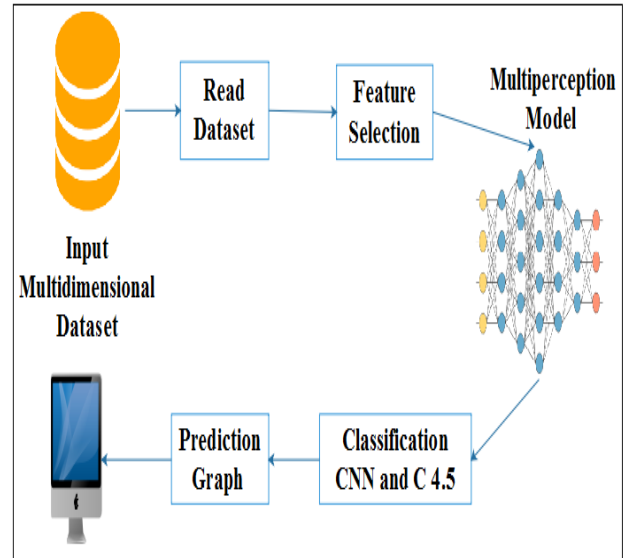 Read
Dataset
Feature
Selection
Multiperception
Model
Input
Multidimensional
Dataset
Classification
CNN and C 4.5
Prediction
Graph